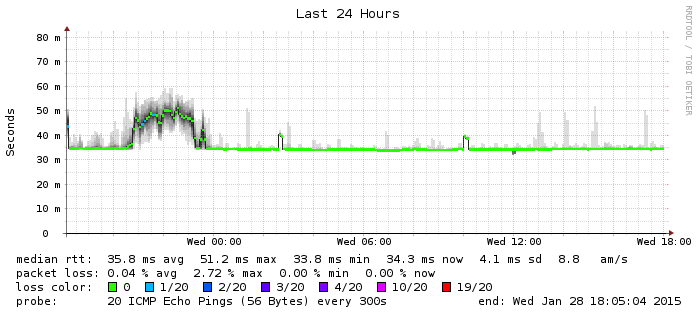 Last 24 Hours
RRDTOOL / TOBI OETIKER
80 m
70 m
60 m
50 m
40 m
30 m
20 m
10 m
0
Seconds
Wed 00:00 Wed 06:00 Wed 12:00 Wed 18:00
median rtt: 35.8 ms avg 51.2 ms max 33.8 ms min 34.3 ms now 4.1 ms sd 8.8 am/s
packet loss: 0.04 % avg 2.72 % max 0.00 % min 0.00 % now
loss color: 0 1/20 2/20 3/20 4/20 10/20 19/20
probe: 20 ICMP Echo Pings (56 Bytes) every 300s end: Wed Jan 28 18:05:04 2015